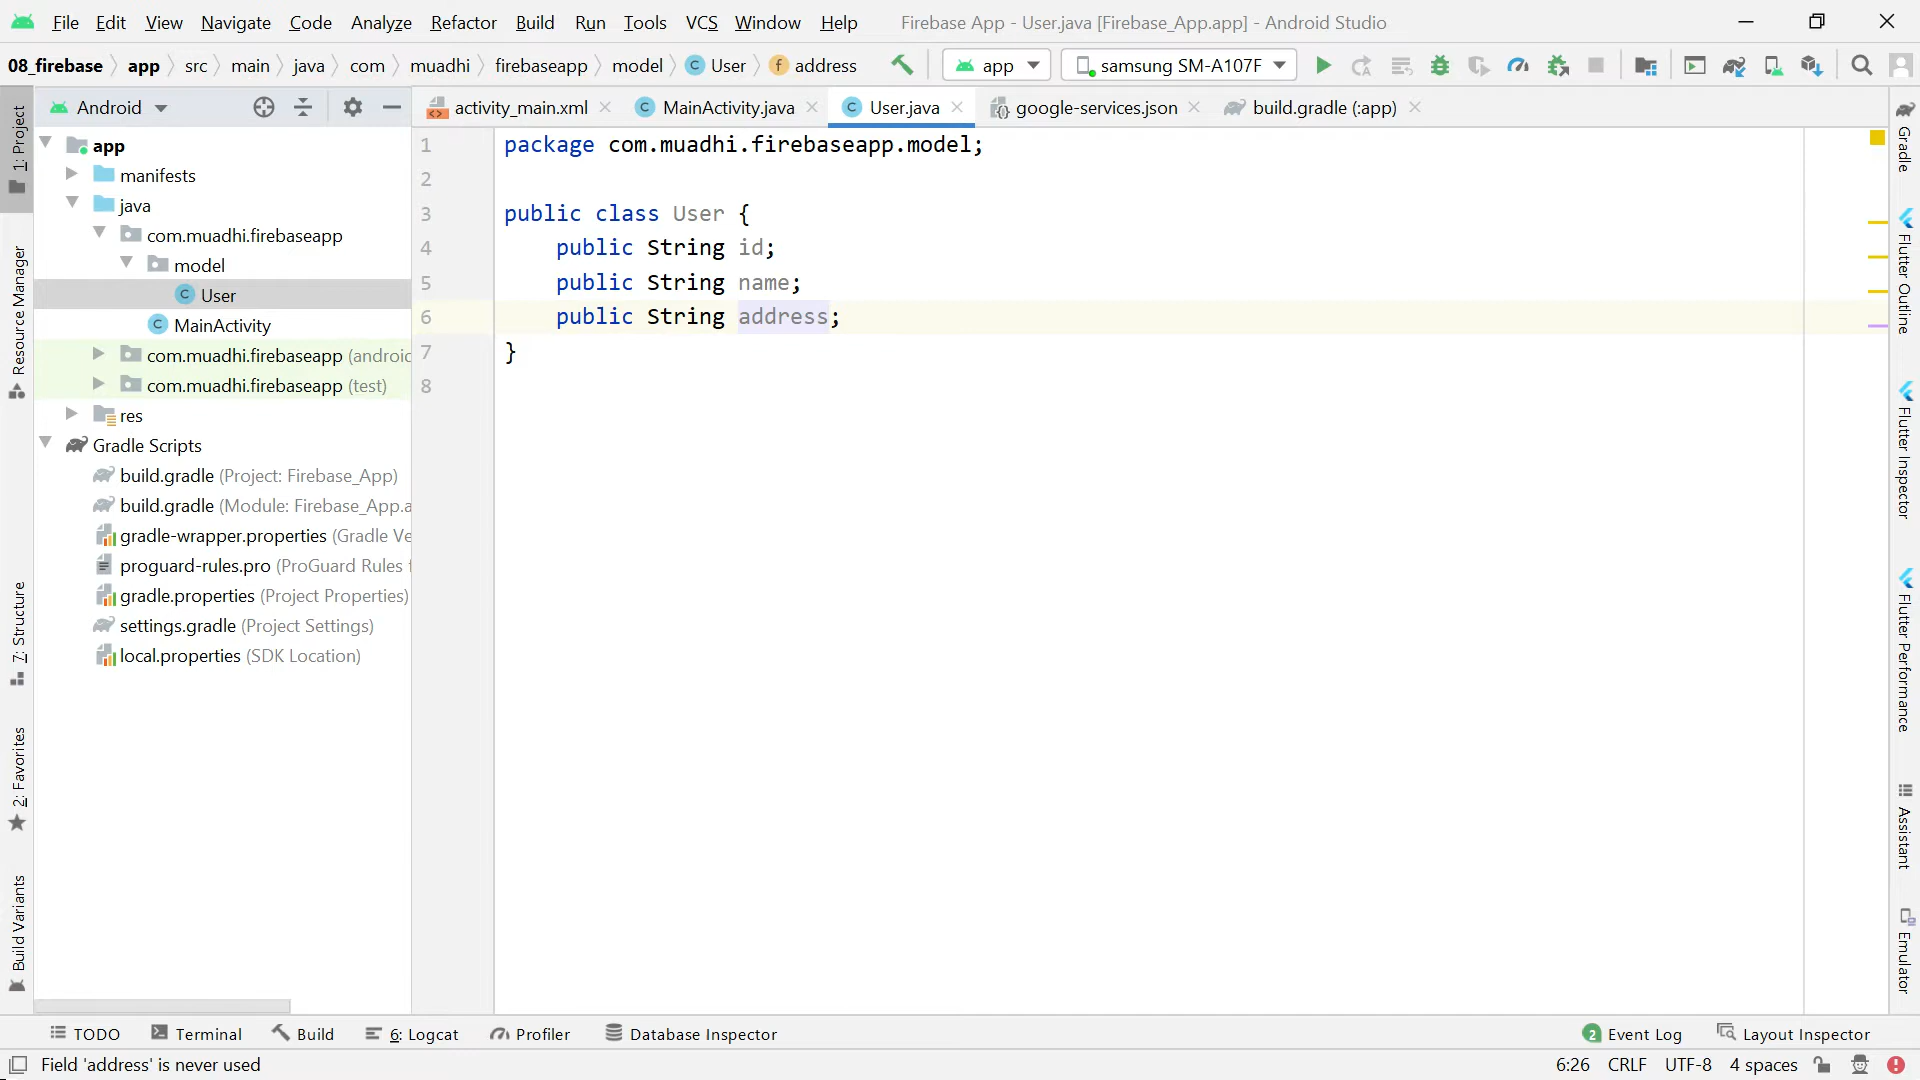 File Edit View Navigate Code Analyze Refactor Build Run Tools VCS Window Help Firebase App - User.java [Firebase_App.app] - Android Studio
08_firebase app src main java com muadhi firebaseapp model C User f address app samsung SM-A107F
Android
activity_main.xml
C MainActivity.java
C User.java
google-services.json
build.gradle (:app)
1: Project
Resource Manager
7: Structure
2: Favorites
Build Variants
app
manifests
java
com.muadhi.firebaseapp
model
C User
C MainActivity
com.muadhi.firebaseapp (android
com.muadhi.firebaseapp (test)
res
Gradle Scripts
build.gradle (Project: Firebase_App)
build.gradle (Module: Firebase_App.a
gradle-wrapper.properties (Gradle Ve
proguard-rules.pro (ProGuard Rules f
gradle.properties (Project Properties)
settings.gradle (Project Settings)
local.properties (SDK Location)
1 package com.muadhi.firebaseapp.model;
2
3 public class User {
4 public String id;
5 public String name;
6 public String address;
7 }
8
Gradle
Flutter Outline
Flutter Inspector
Flutter Performance
Assistant
Emulator
TODO Terminal Build 6: Logcat Profiler Database Inspector 2 Event Log Layout Inspector
Field 'address' is never used 6:26 CRLF UTF-8 4 spaces